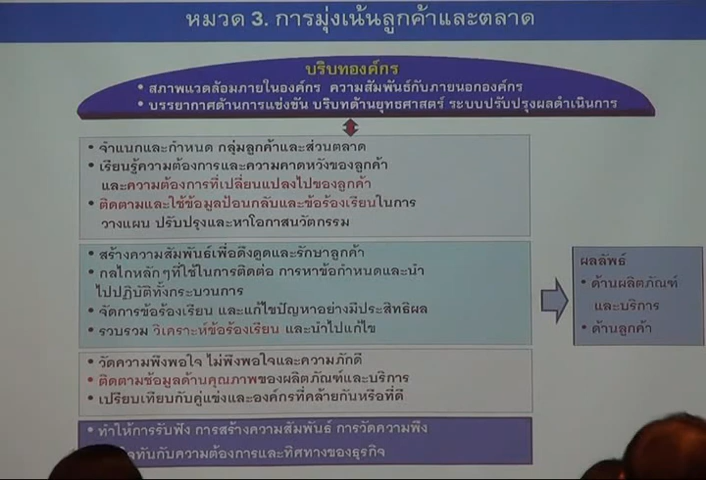 หมวด 3. การมุ่งเน้นลูกค้าและตลาด
บริบทองค์กร
• สภาพแวดล้อมภายในองค์กร ความสัมพันธ์กับภายนอกองค์กร
• บรรยากาศด้านการแข่งขัน บริบทด้านยุทธศาสตร์ ระบบปรับปรุงผลดำเนินการ
• จำแนกและกำหนด กลุ่มลูกค้าและส่วนตลาด
• เรียนรู้ความต้องการและความคาดหวังของลูกค้า
และความต้องการที่เปลี่ยนแปลงไปของลูกค้า
• ติดตามและใช้ข้อมูลป้อนกลับและข้อร้องเรียนในการ
วางแผน ปรับปรุงและหาโอกาสนวัตกรรม
• สร้างความสัมพันธ์เพื่อดึงดูดและรักษาลูกค้า
• กลไกหลักๆที่ใช้ในการติดต่อ การหาข้อกำหนดและนำ
ไปปฏิบัติทั้งกระบวนการ
• จัดการข้อร้องเรียน และแก้ไขปัญหาอย่างมีประสิทธิผล
• รวบรวม วิเคราะห์ข้อร้องเรียน และนำไปแก้ไข
ผลลัพธ์
• ด้านผลิตภัณฑ์
และบริการ
• ด้านลูกค้า
• วัดความพึงพอใจ ไม่พึงพอใจและความภักดี
• ติดตามข้อมูลด้านคุณภาพของผลิตภัณฑ์และบริการ
• เปรียบเทียบกับคู่แข่งและองค์กรที่คล้ายกันหรือที่ดี
• ทำให้การรับฟัง การสร้างความสัมพันธ์ การวัดความพึง
ทันกับความต้องการและทิศทางของธุรกิจ